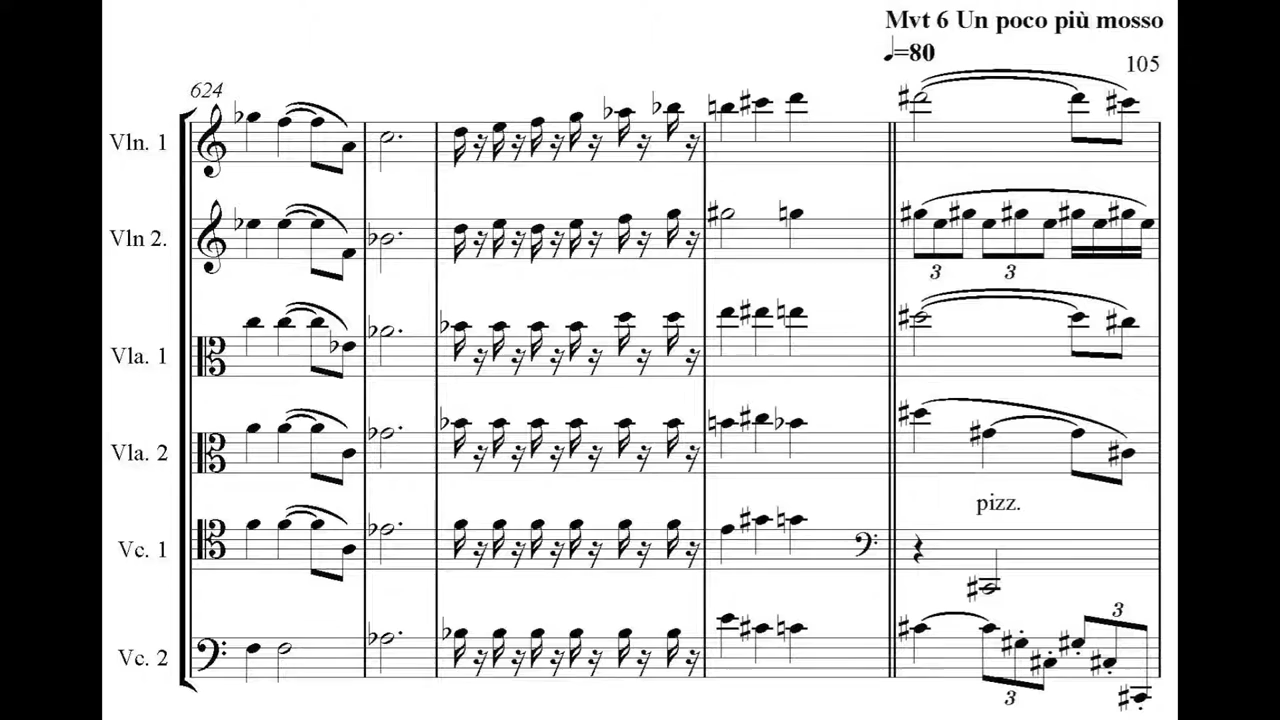 Mvt 6 Un poco più mosso
♩=80
105
624
Vln. 1
Vln 2.
3 3
Vla. 1
Vla. 2
pizz.
Vc. 1
3
Vc. 2
3